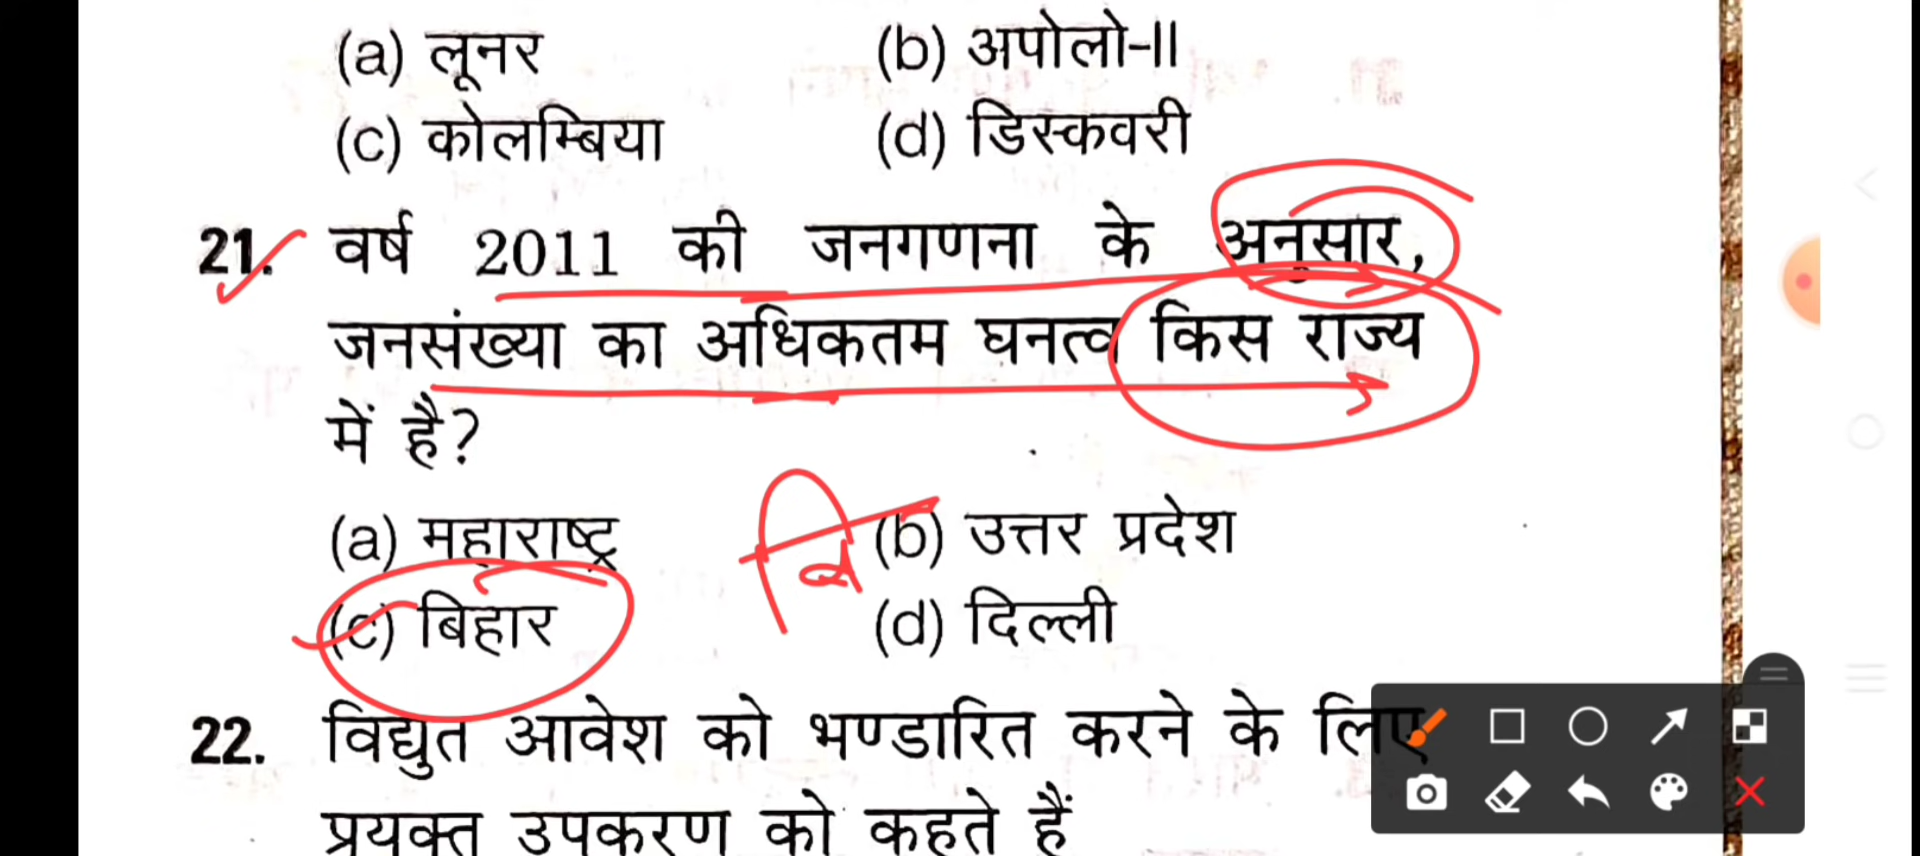 (a) लूनर (b) अपोलो-II
(c) कोलम्बिया (d) डिस्कवरी
21. वर्ष 2011 की जनगणना के अनुसार,
जनसंख्या का अधिकतम घनत्व किस राज्य
में है?
(a) महाराष्ट्र (b) उत्तर प्रदेश
(c) बिहार (d) दिल्ली
22. विद्युत आवेश को भण्डारित करने के लिए
प्रयुक्त उपकरण को कहते हैं